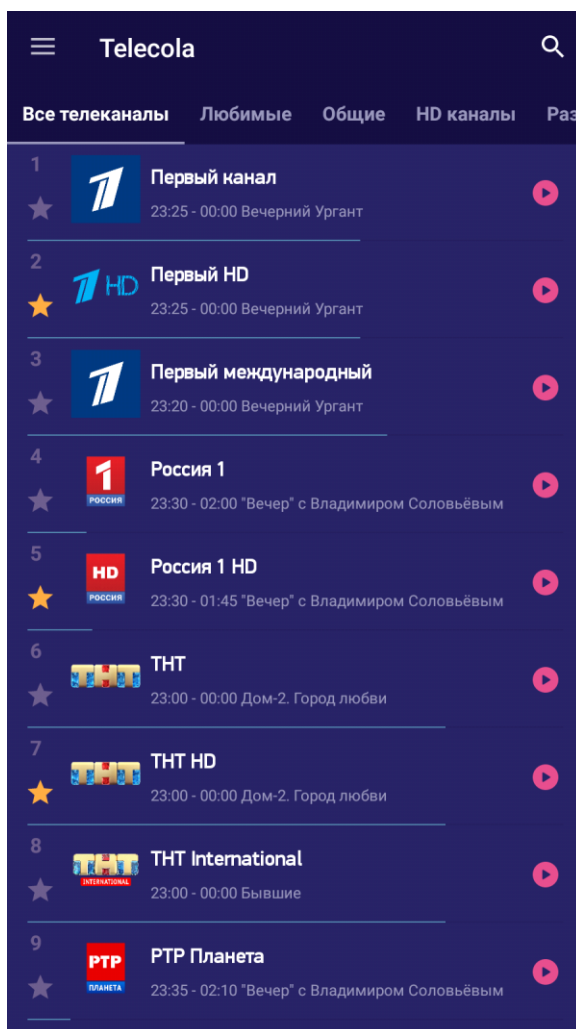 Telecola
Все телеканалы Любимые Общие HD каналы Раз
1
Первый канал
23:25 - 00:00 Вечерний Ургант
2
HD
Первый HD
23:25 - 00:00 Вечерний Ургант
3
Первый международный
23:20 - 00:00 Вечерний Ургант
4
1
РОССИЯ
Россия 1
23:30 - 02:00 "Вечер" с Владимиром Соловьёвым
5
HD
РОССИЯ
Россия 1 HD
23:30 - 01:45 "Вечер" с Владимиром Соловьёвым
6
ТНТ
ТНТ
23:00 - 00:00 Дом-2. Город любви
7
ТНТ
ТНТ HD
23:00 - 00:00 Дом-2. Город любви
8
ТНТ
INTERNATIONAL
ТНТ International
23:00 - 00:00 Бывшие
9
РТР
ПЛАНЕТА
РТР Планета
23:35 - 02:10 "Вечер" с Владимиром Соловьёвым